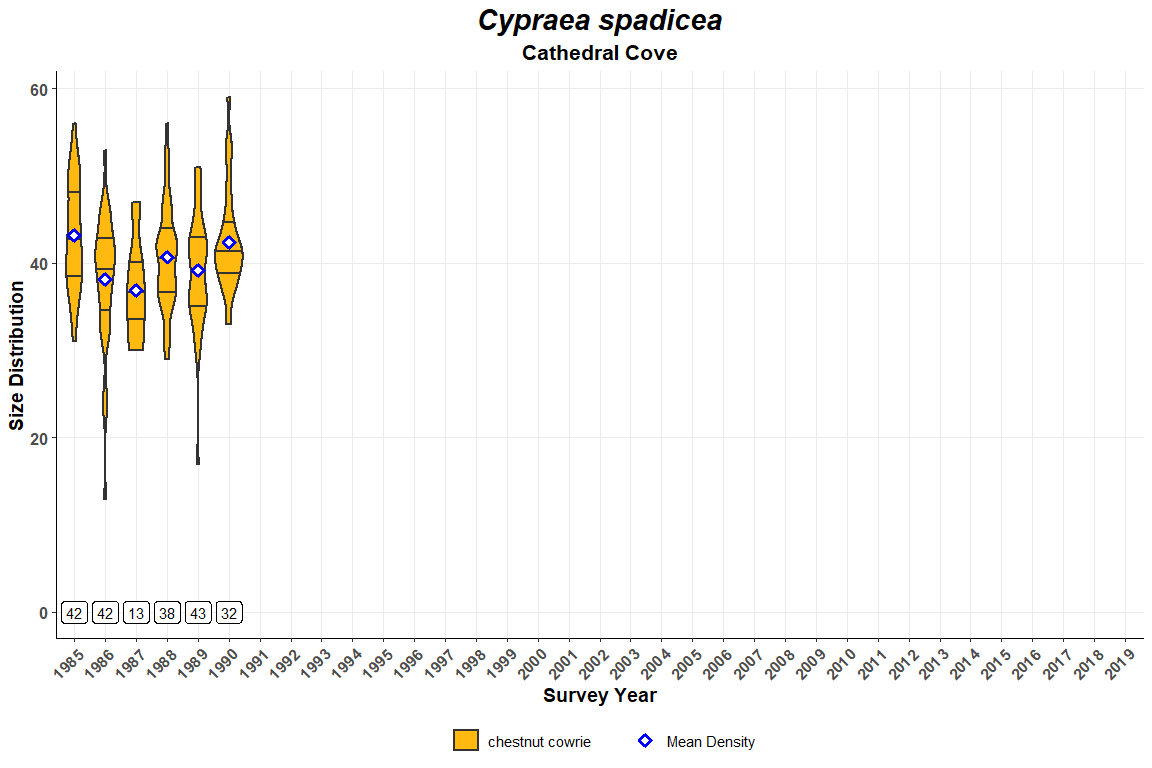 Cypraea spadicea
Cathedral Cove
Size Distribution
60
40
20
0
42 42 13 38 43 32
1985 1986 1987 1988 1989 1990 1991 1992 1993 1994 1995 1996 1997 1998 1999 2000 2001 2002 2003 2004 2005 2006 2007 2008 2009 2010 2011 2012 2013 2014 2015 2016 2017 2018 2019
Survey Year
chestnut cowrie Mean Density